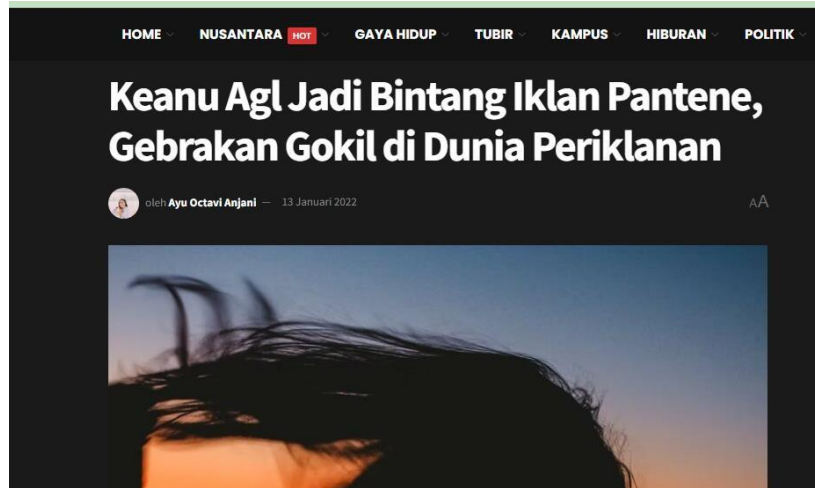 HOME NUSANTARA HOT GAYA HIDUP TUBIR KAMPUS HIBURAN POLITIK
Keanu Agl Jadi Bintang Iklan Pantene,
Gebrakan Gokil di Dunia Periklanan
oleh Ayu Octavi Anjani — 13 Januari 2022 AA